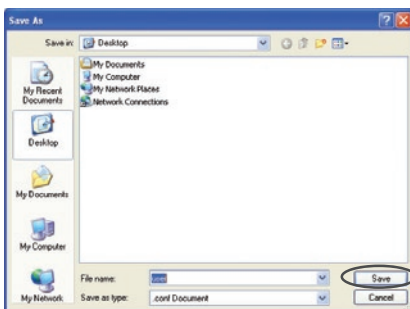 Save As
Save in: Desktop
My Documents
My Computer
My Network Places
Network Connections
My Recent
Documents
Desktop
My Documents
My Computer
My Network
File name: user
Save as type: .conf Document
Save
Cancel